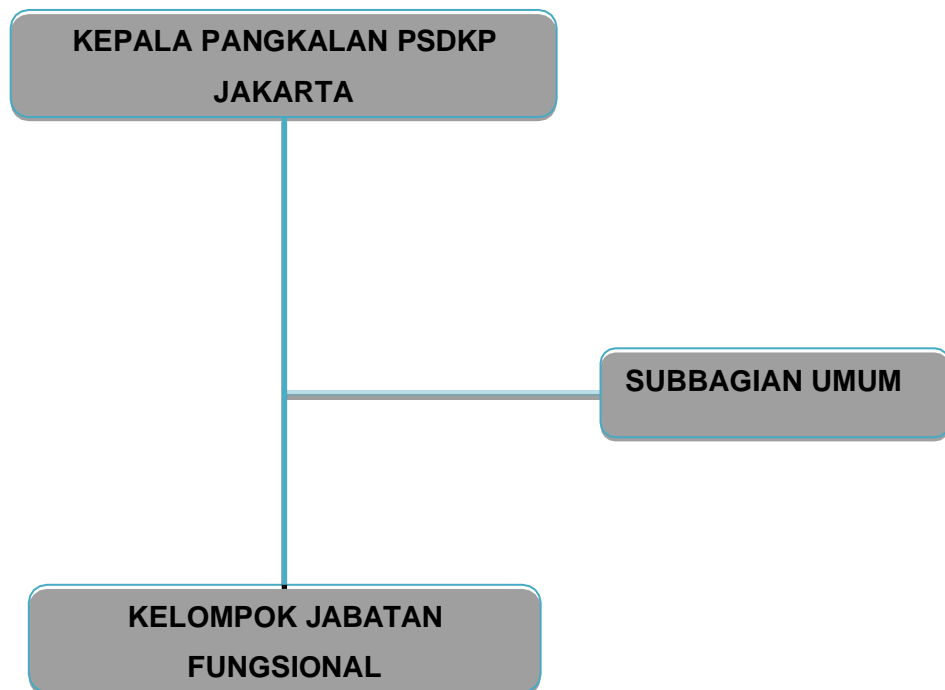 KEPALA PANGKALAN PSDKP
JAKARTA
SUBBAGIAN UMUM
KELOMPOK JABATAN
FUNGSIONAL